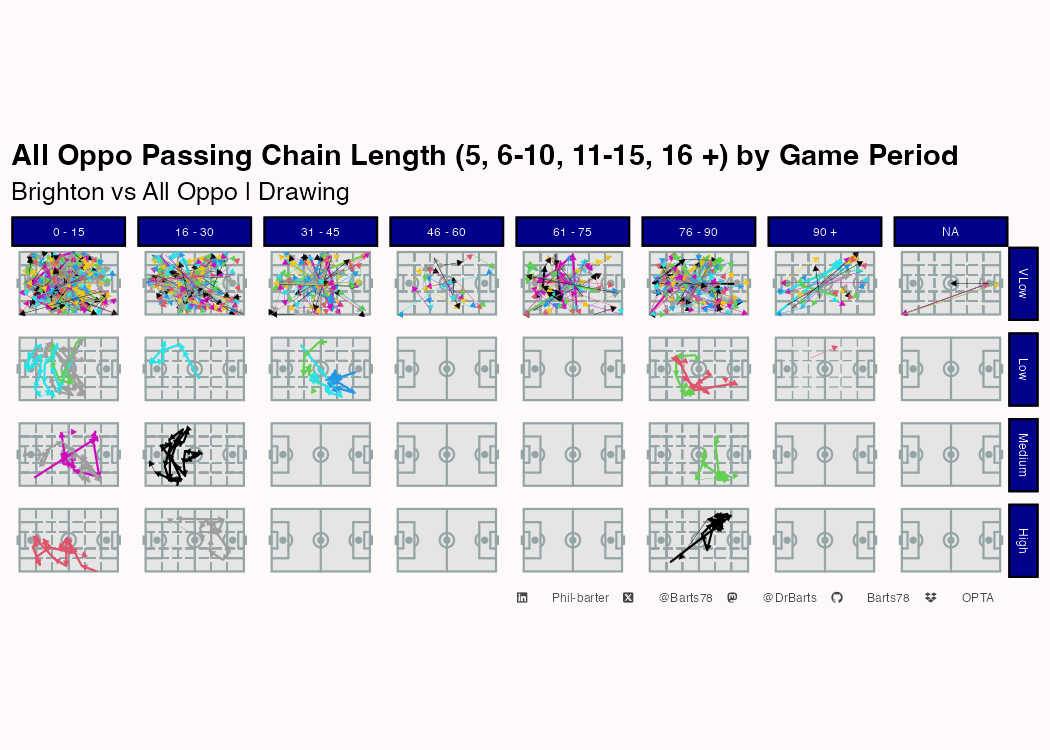 All Oppo Passing Chain Length (5, 6-10, 11-15, 16 +) by Game Period
Brighton vs All Oppo | Drawing
0 - 15 16 - 30 31 - 45 46 - 60 61 - 75 76 - 90 90 + NA
VLow
Low
Medium
High
Phil-barter @Barts78 @DrBarts Barts78 OPTA